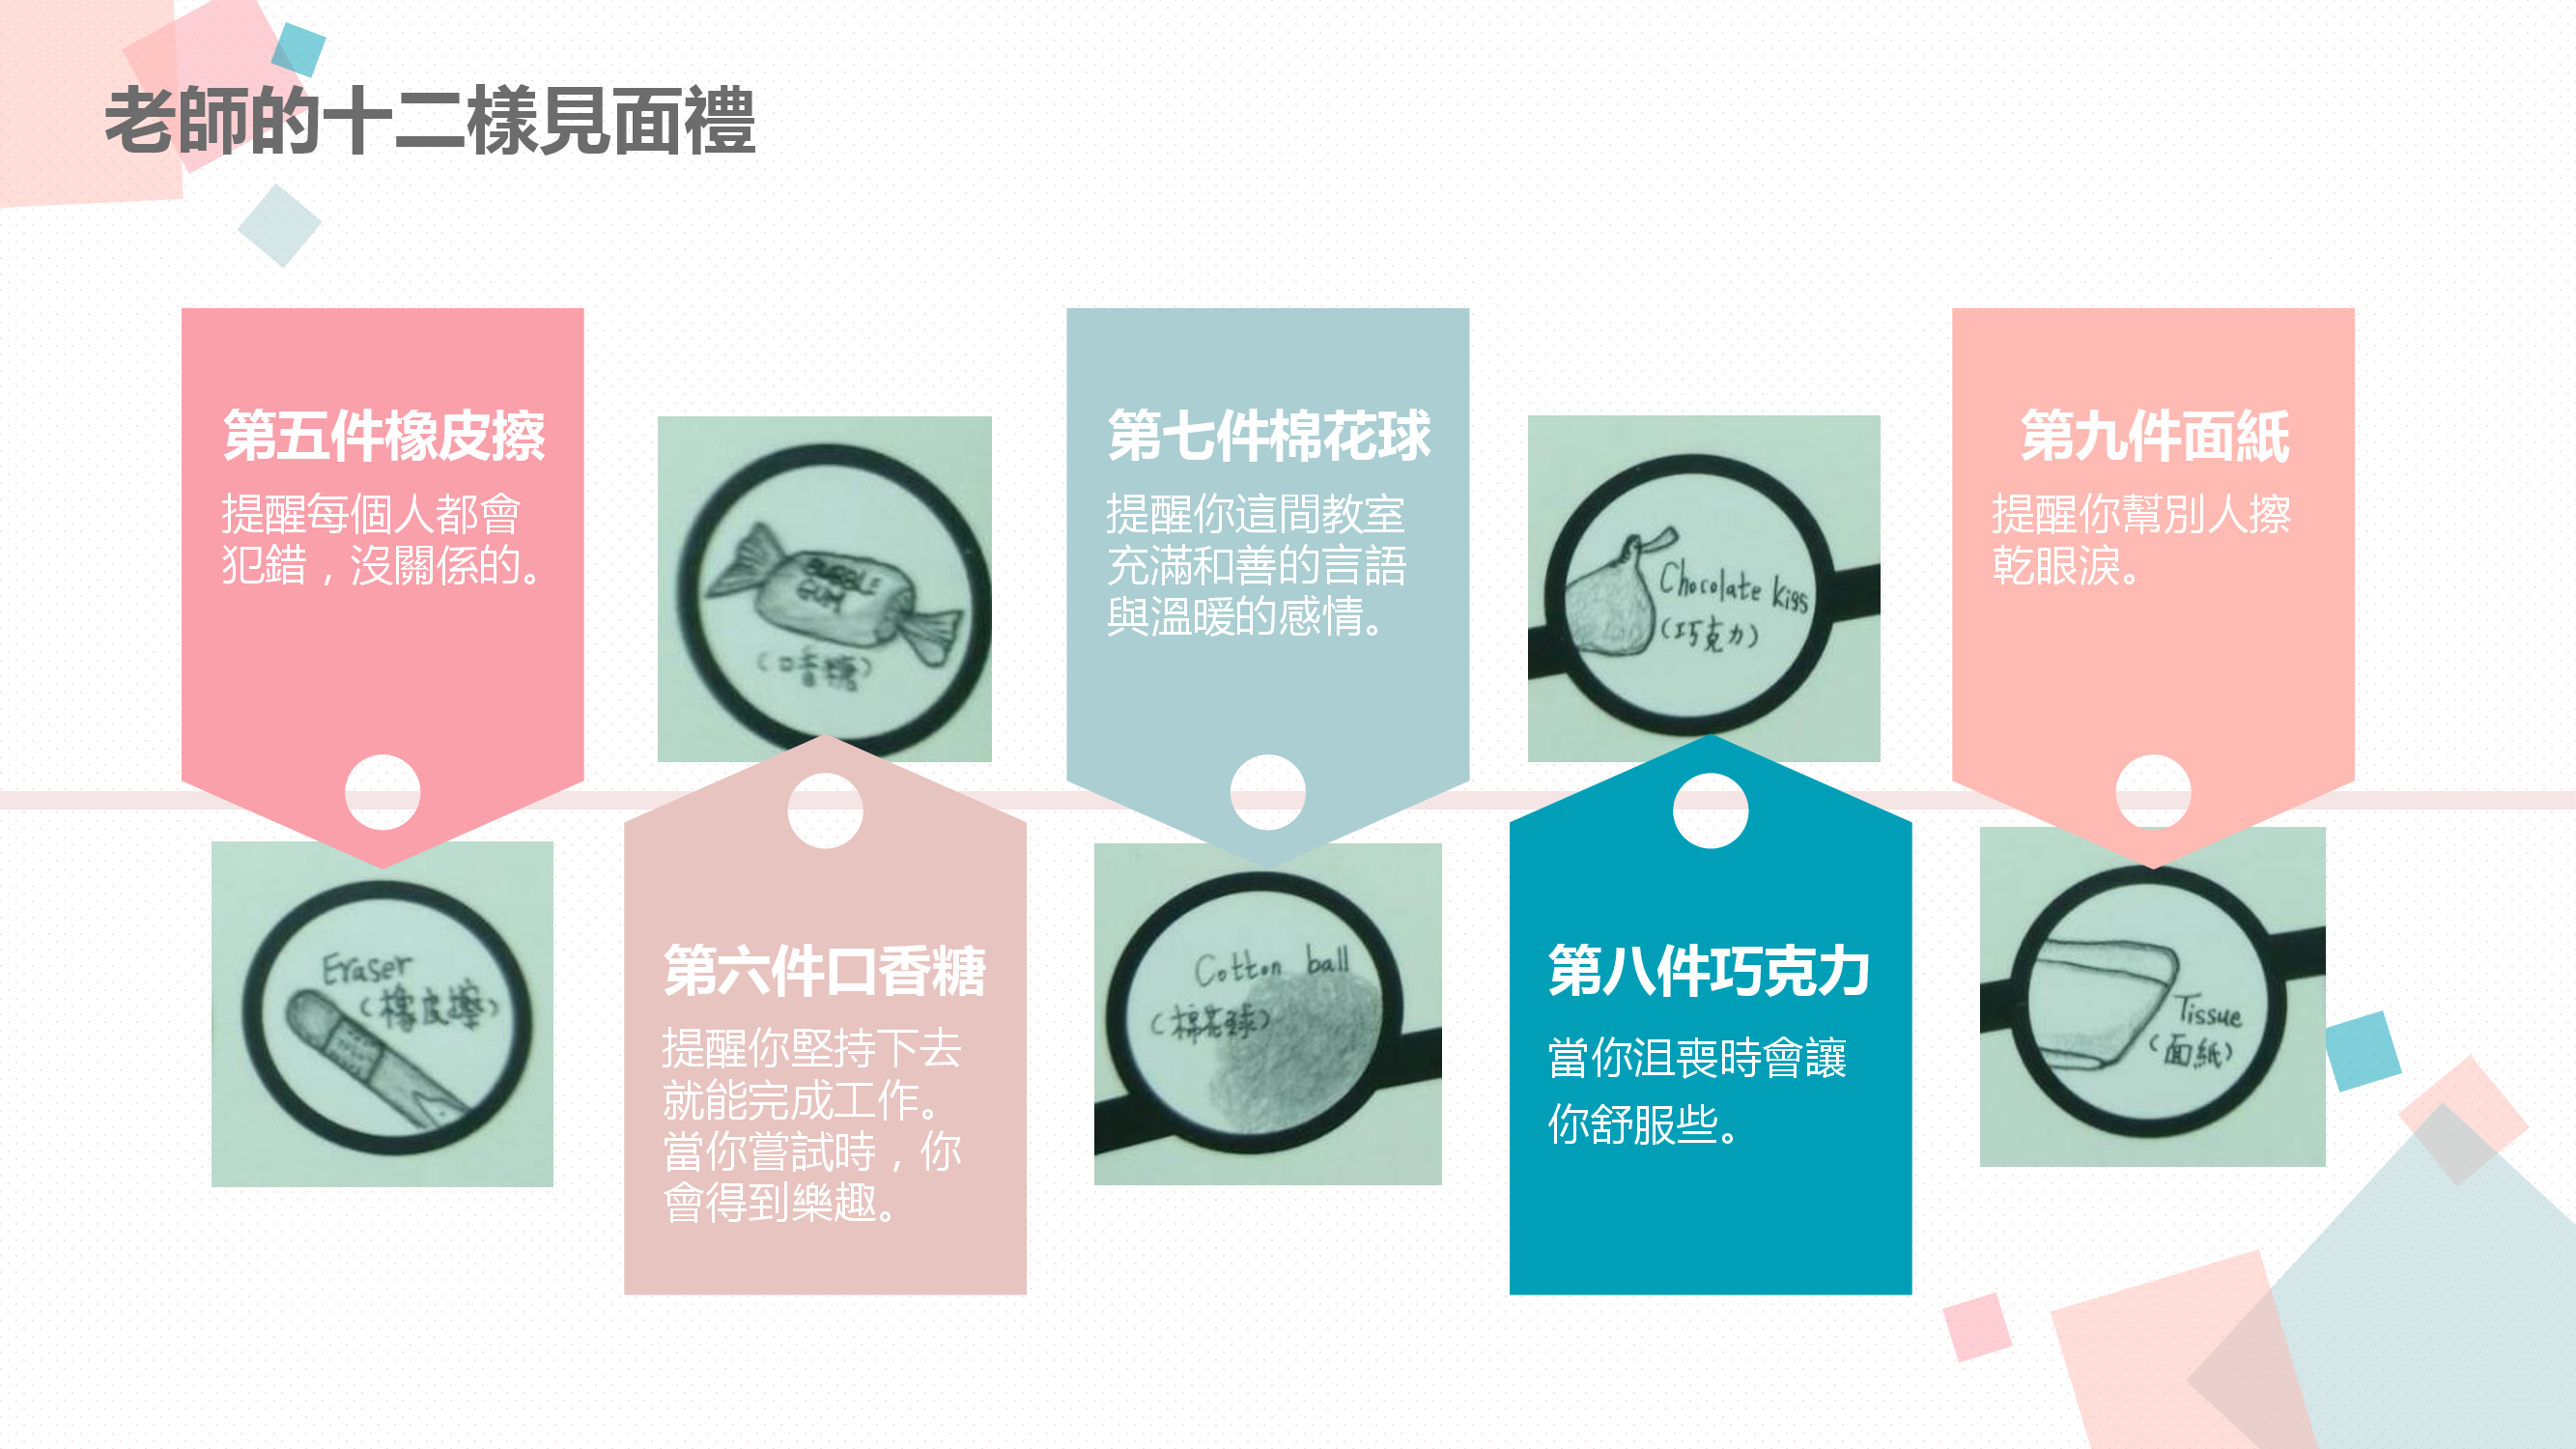 老師的十二樣見面禮
第五件橡皮擦
提醒每個人都會
犯錯，沒關係的。
Eraser
（橡皮擦）
BUBBLE
GUM
（口香糖）
第六件口香糖
提醒你堅持下去
就能完成工作。
當你嘗試時，你
會得到樂趣。
第七件棉花球
提醒你這間教室
充滿和善的言語
與溫暖的感情。
Cotton ball
（棉花球）
Chocolate kiss
（巧克力）
第八件巧克力
當你沮喪時會讓
你舒服些。
第九件面紙
提醒你幫別人擦
乾眼淚。
Tissue
（面紙）